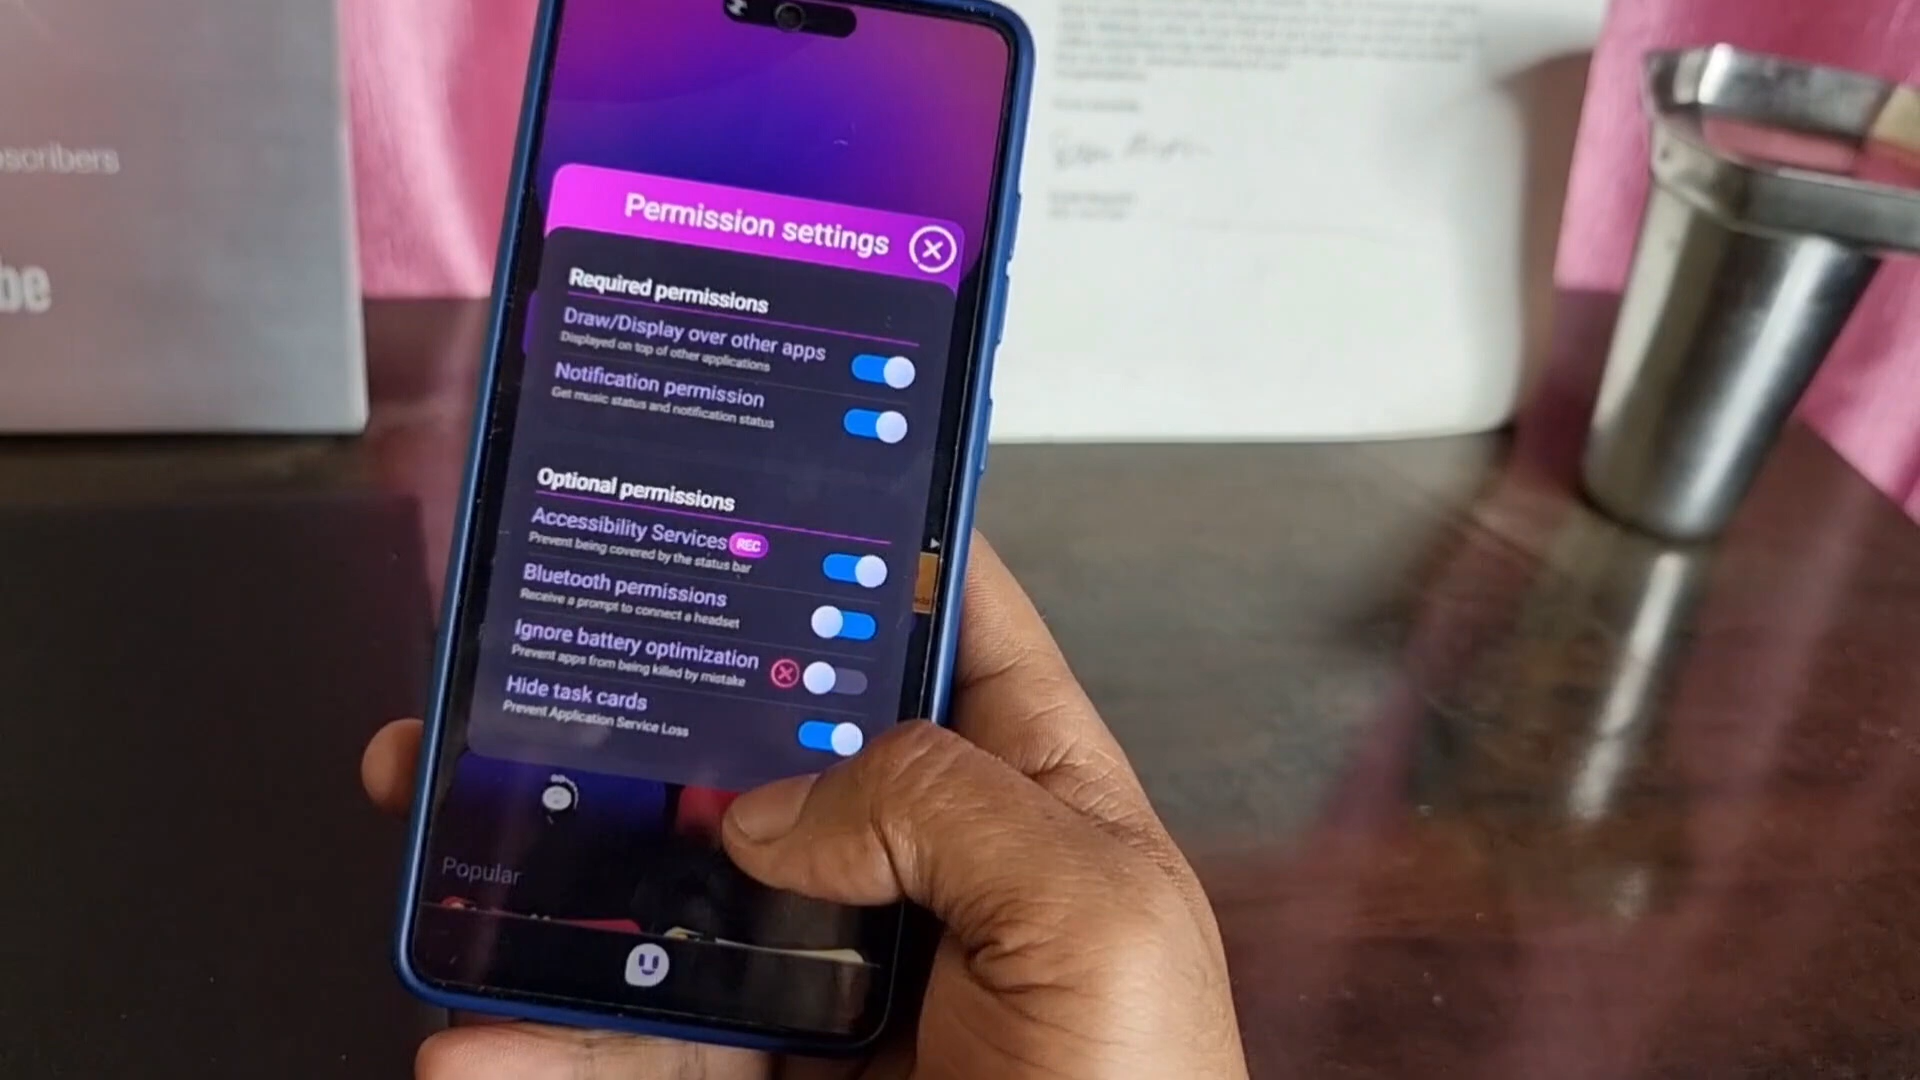 scribers
be
Permission settings
Required permissions
Draw/Display over other apps
Displayed on top of other applications
Notification permission
Get music status and notification status
Optional permissions
Accessibility Services REC
Prevent being covered by the status bar
Bluetooth permissions
Receive a prompt to connect a headset
Ignore battery optimization
Prevent apps from being killed by mistake
Hide task cards
Prevent Application Service Loss
Popular